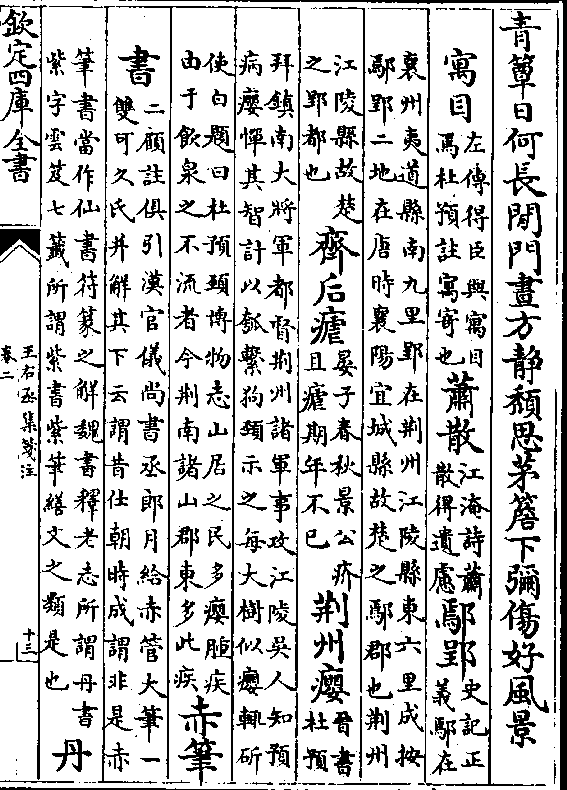 青簟日何長閒門晝方静頽思茅簷下彌傷好風景
寓目
左傳得臣與寓目
焉杜預註寓寄也
蕭散
江淹詩蕭
散得遺慮
鄢郢
史記正
義鄢在
襄州夷道縣南九里郢在荆州江陵縣東六里成按
鄢郢二地在唐時襄陽宜城縣故楚之鄢郡也荆州
江陵縣故楚
之郢都也
齊后瘧
晏子春秋景公疥
且瘧期年不已
荆州癭
晉書
杜預
拜鎮南大將軍都督荆州諸軍事攻江陵吳人知預
病癭憚其智計以瓠繫狗頸示之每大樹似癭輒斫
使白題曰杜預頸博物志山居之民多癭腫疾
由于飲泉之不流者今荆南諸山郡東多此疾
赤筆
書
二顧註俱引漢官儀尚書丞郎月給赤管大筆一
雙可久氏并解其下云謂昔仕朝時成謂非是赤
筆書當作仙書符篆之解魏書釋老志所謂丹書
紫字雲笈七籖所謂紫書紫筆繕文之類是也
丹
欽定四庫全書
王右丞集箋注
卷二
十三